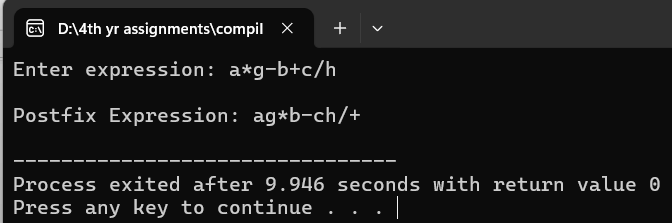 D:\4th yr assignments\compil
Enter expression: a*g-b+c/h
Postfix Expression: ag*b-ch/+
--------------------------------
Process exited after 9.946 seconds with return value 0
Press any key to continue . . .